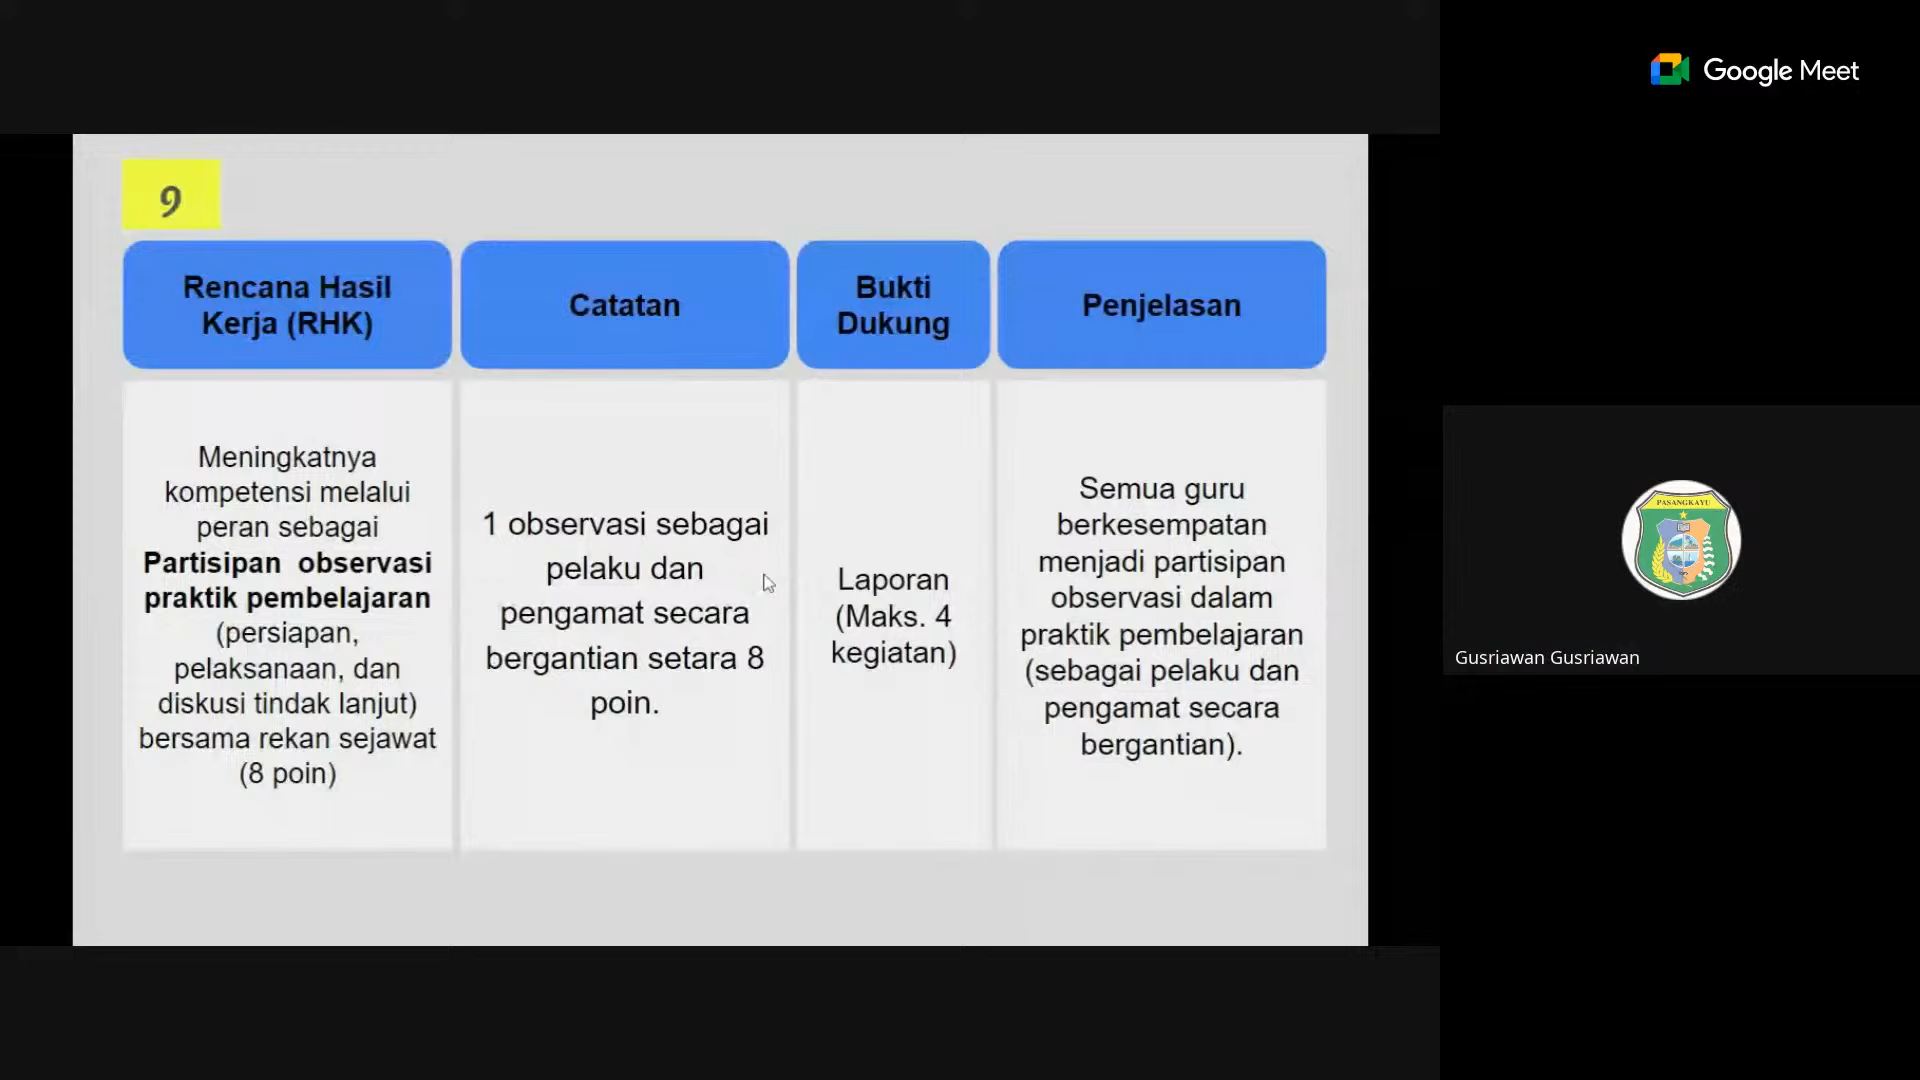 Google Meet
9
Rencana Hasil
Kerja (RHK)
Catatan
Bukti
Dukung
Penjelasan
Meningkatnya
kompetensi melalui
peran sebagai
Partisipan observasi
praktik pembelajaran
(persiapan,
pelaksanaan, dan
diskusi tindak lanjut)
bersama rekan sejawat
(8 poin)
1 observasi sebagai
pelaku dan
pengamat secara
bergantian setara 8
poin.
Laporan
(Maks. 4
kegiatan)
Semua guru
berkesempatan
menjadi partisipan
observasi dalam
praktik pembelajaran
(sebagai pelaku dan
pengamat secara
bergantian).
PASANGKAYU
Gusriawan Gusriawan